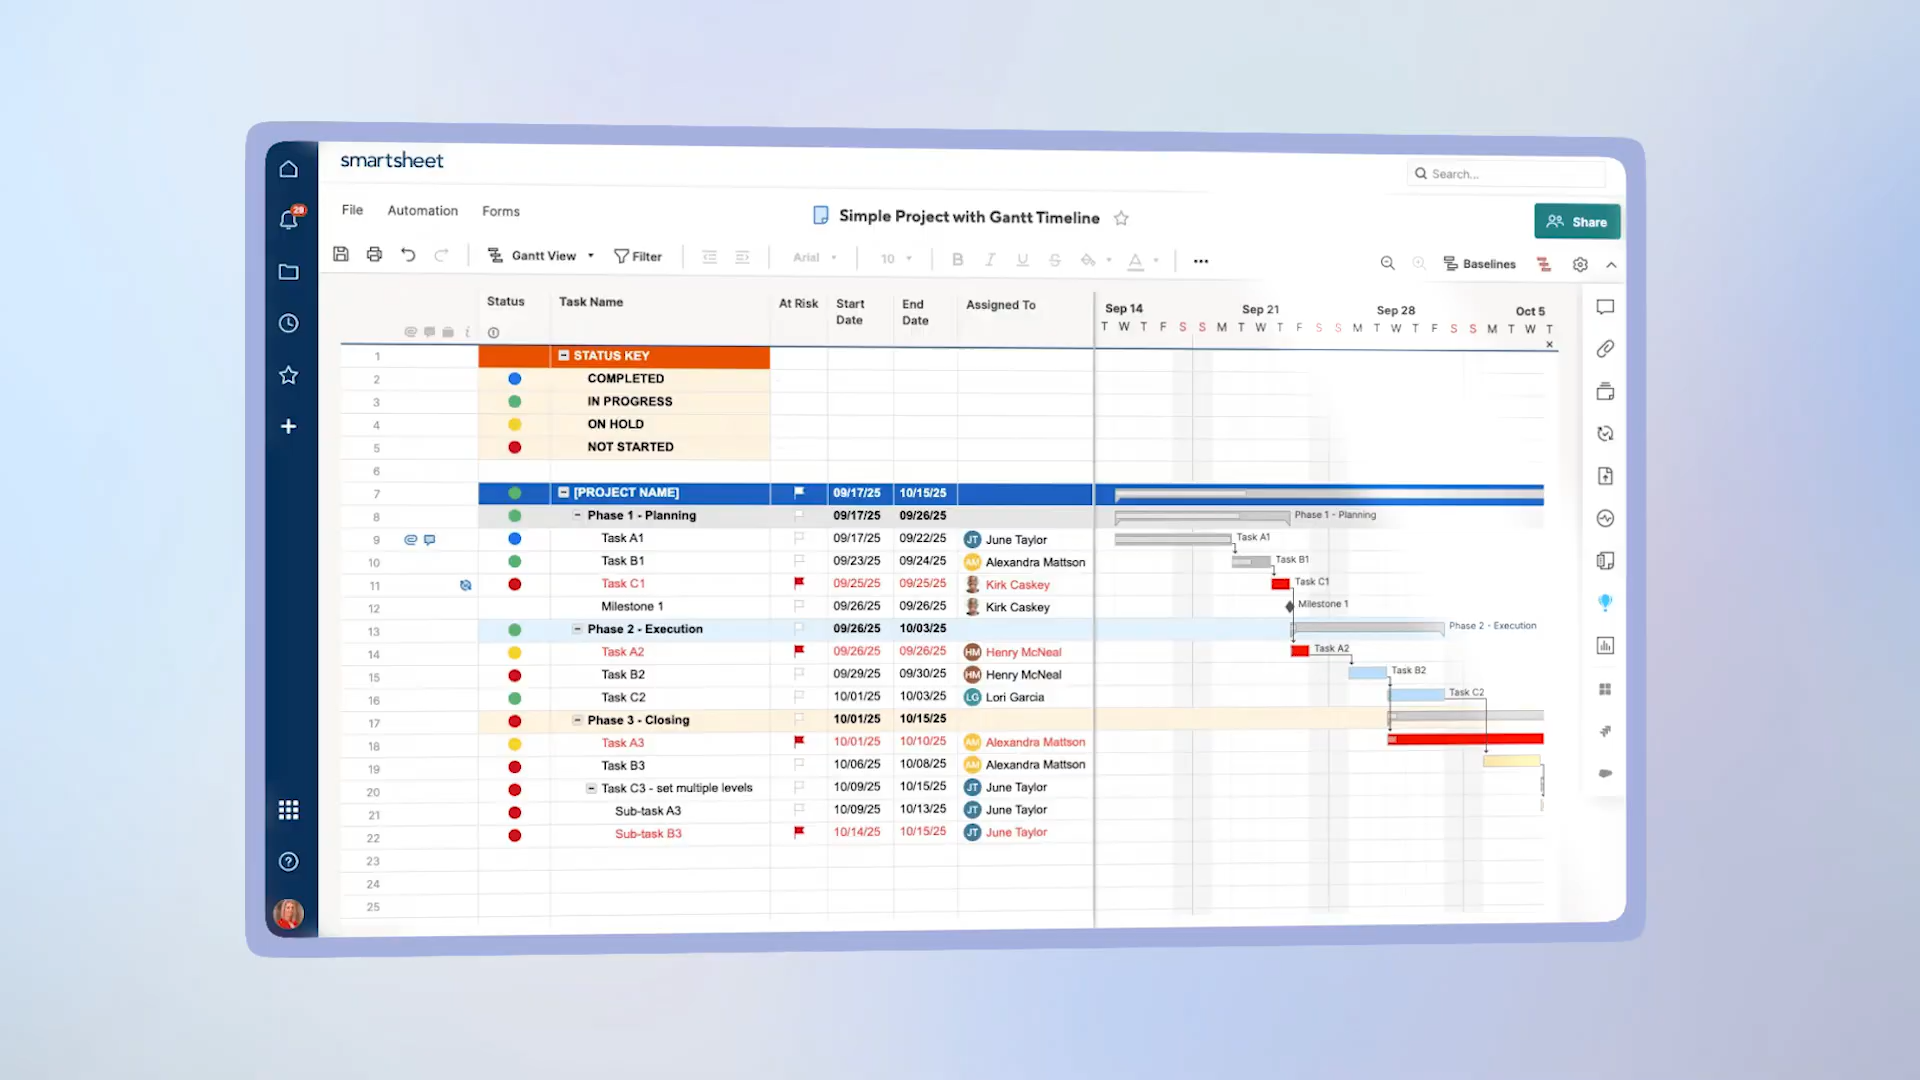 smartsheet
Search...
29
File Automation Forms
Simple Project with Gantt Timeline
Share
Gantt View Filter Arial 10 B I U S A ... Baselines
Status Task Name At Risk Start Date End Date Assigned To
Sep 14 Sep 21 Sep 28 Oct 5
T W T F S S M T W T F S S M T W T F S S M T W T
1 STATUS KEY
2 COMPLETED
3 IN PROGRESS
4 ON HOLD
5 NOT STARTED
6
7 [PROJECT NAME] 09/17/25 10/15/25
8 Phase 1 - Planning 09/17/25 09/26/25 Phase 1 - Planning
9 Task A1 09/17/25 09/22/25 JT June Taylor Task A1
10 Task B1 09/23/25 09/24/25 AM Alexandra Mattson Task B1
11 Task C1 09/25/25 09/25/25 Kirk Caskey Task C1
12 Milestone 1 09/26/25 09/26/25 Kirk Caskey Milestone 1
13 Phase 2 - Execution 09/26/25 10/03/25 Phase 2 - Execution
14 Task A2 09/26/25 09/26/25 HM Henry McNeal Task A2
15 Task B2 09/29/25 09/30/25 HM Henry McNeal Task B2
16 Task C2 10/01/25 10/03/25 LG Lori Garcia Task C2
17 Phase 3 - Closing 10/01/25 10/15/25
18 Task A3 10/01/25 10/10/25 AM Alexandra Mattson
19 Task B3 10/06/25 10/08/25 AM Alexandra Mattson
20 Task C3 - set multiple levels 10/09/25 10/15/25 JT June Taylor
21 Sub-task A3 10/09/25 10/13/25 JT June Taylor
22 Sub-task B3 10/14/25 10/15/25 JT June Taylor
23
24
25